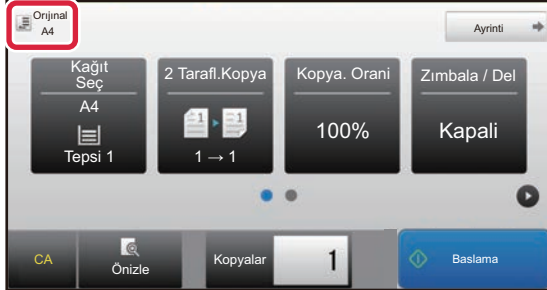 Orıjınal
A4
Ayrinti
Kağıt
Seç
A4
Tepsi 1
2 Tarafl.Kopya
1 → 1
Kopya. Orani
100%
Zımbala / Del
Kapali
CA
Önizle
Kopyalar
1
Baslama